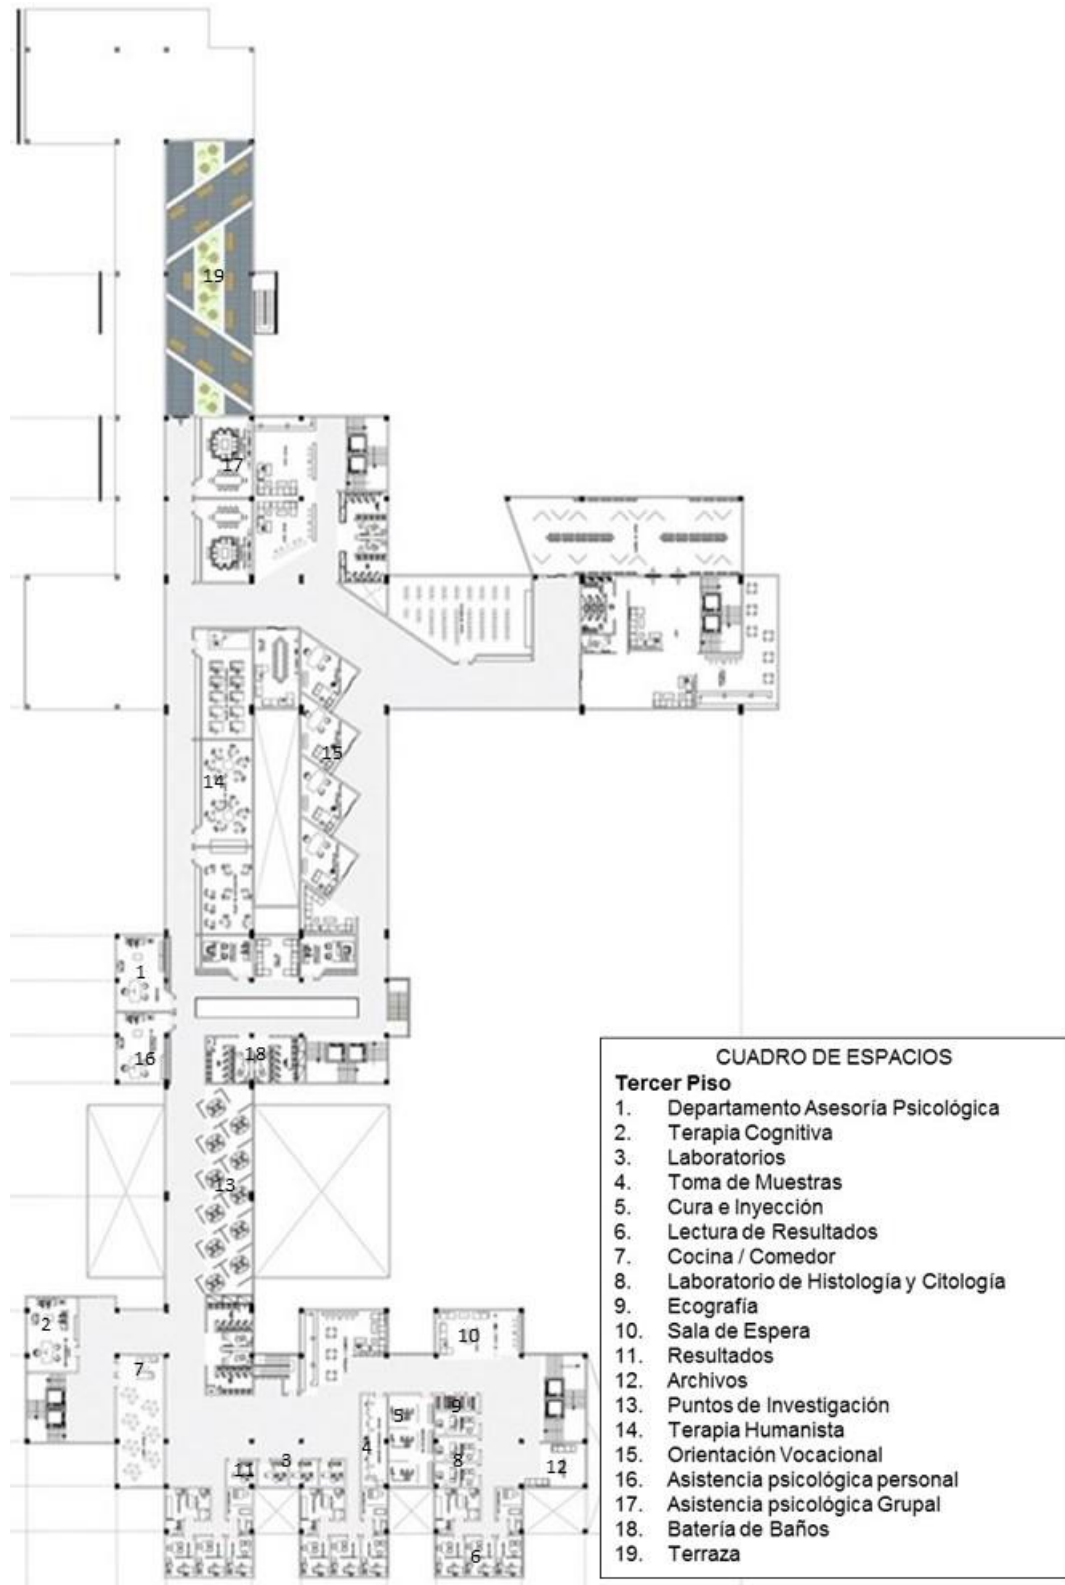 19
17
15
14
1
16
18
13
2
7
10
9
5
4
8
3
11
12
6
CUADRO DE ESPACIOS
Tercer Piso
1. Departamento Asesoría Psicológica
2. Terapia Cognitiva
3. Laboratorios
4. Toma de Muestras
5. Cura e Inyección
6. Lectura de Resultados
7. Cocina / Comedor
8. Laboratorio de Histología y Citología
9. Ecografía
10. Sala de Espera
11. Resultados
12. Archivos
13. Puntos de Investigación
14. Terapia Humanista
15. Orientación Vocacional
16. Asistencia psicológica personal
17. Asistencia psicológica Grupal
18. Batería de Baños
19. Terraza